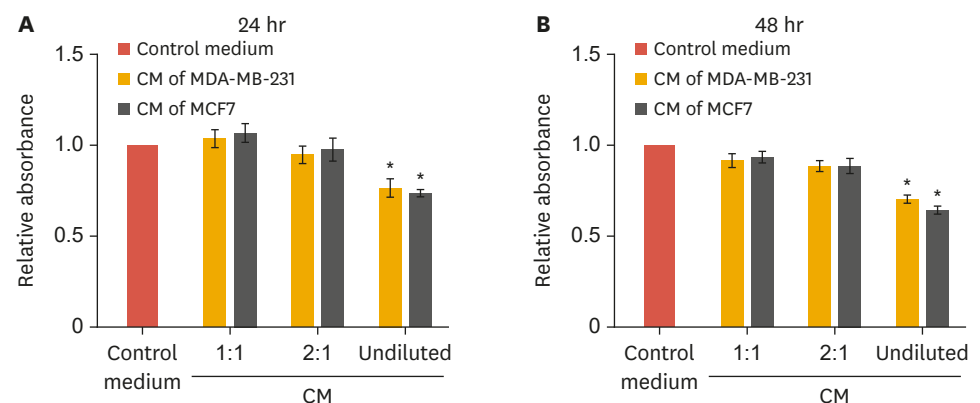 A
24 hr
1.5
1.0
0.5
0
Relative absorbance
Control medium
CM of MDA-MB-231
CM of MCF7
*
*
Control
medium
1:1
2:1
Undiluted
CM
B
48 hr
1.5
1.0
0.5
0
Relative absorbance
Control medium
CM of MDA-MB-231
CM of MCF7
*
*
Control
medium
1:1
2:1
Undiluted
CM